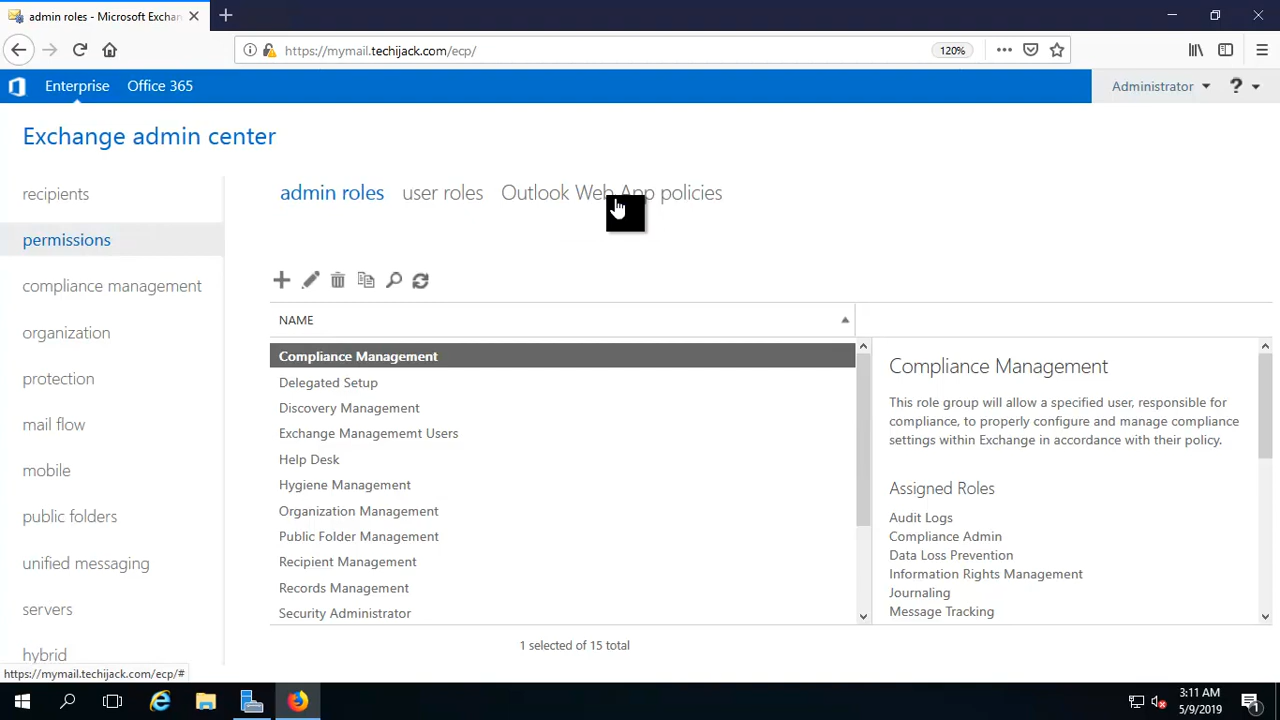 admin roles - Microsoft Exchan
https://mymail.techijack.com/ecp/
120%
Enterprise Office 365
Administrator
?
Exchange admin center
recipients
permissions
compliance management
organization
protection
mail flow
mobile
public folders
unified messaging
servers
hybrid
admin roles user roles Outlook Web App policies
NAME
Compliance Management
Delegated Setup
Discovery Management
Exchange Managememt Users
Help Desk
Hygiene Management
Organization Management
Public Folder Management
Recipient Management
Records Management
Security Administrator
1 selected of 15 total
Compliance Management
This role group will allow a specified user, responsible for
compliance, to properly configure and manage compliance
settings within Exchange in accordance with their policy.
Assigned Roles
Audit Logs
Compliance Admin
Data Loss Prevention
Information Rights Management
Journaling
Message Tracking
https://mymail.techijack.com/ecp/#
3:11 AM
5/9/2019
1